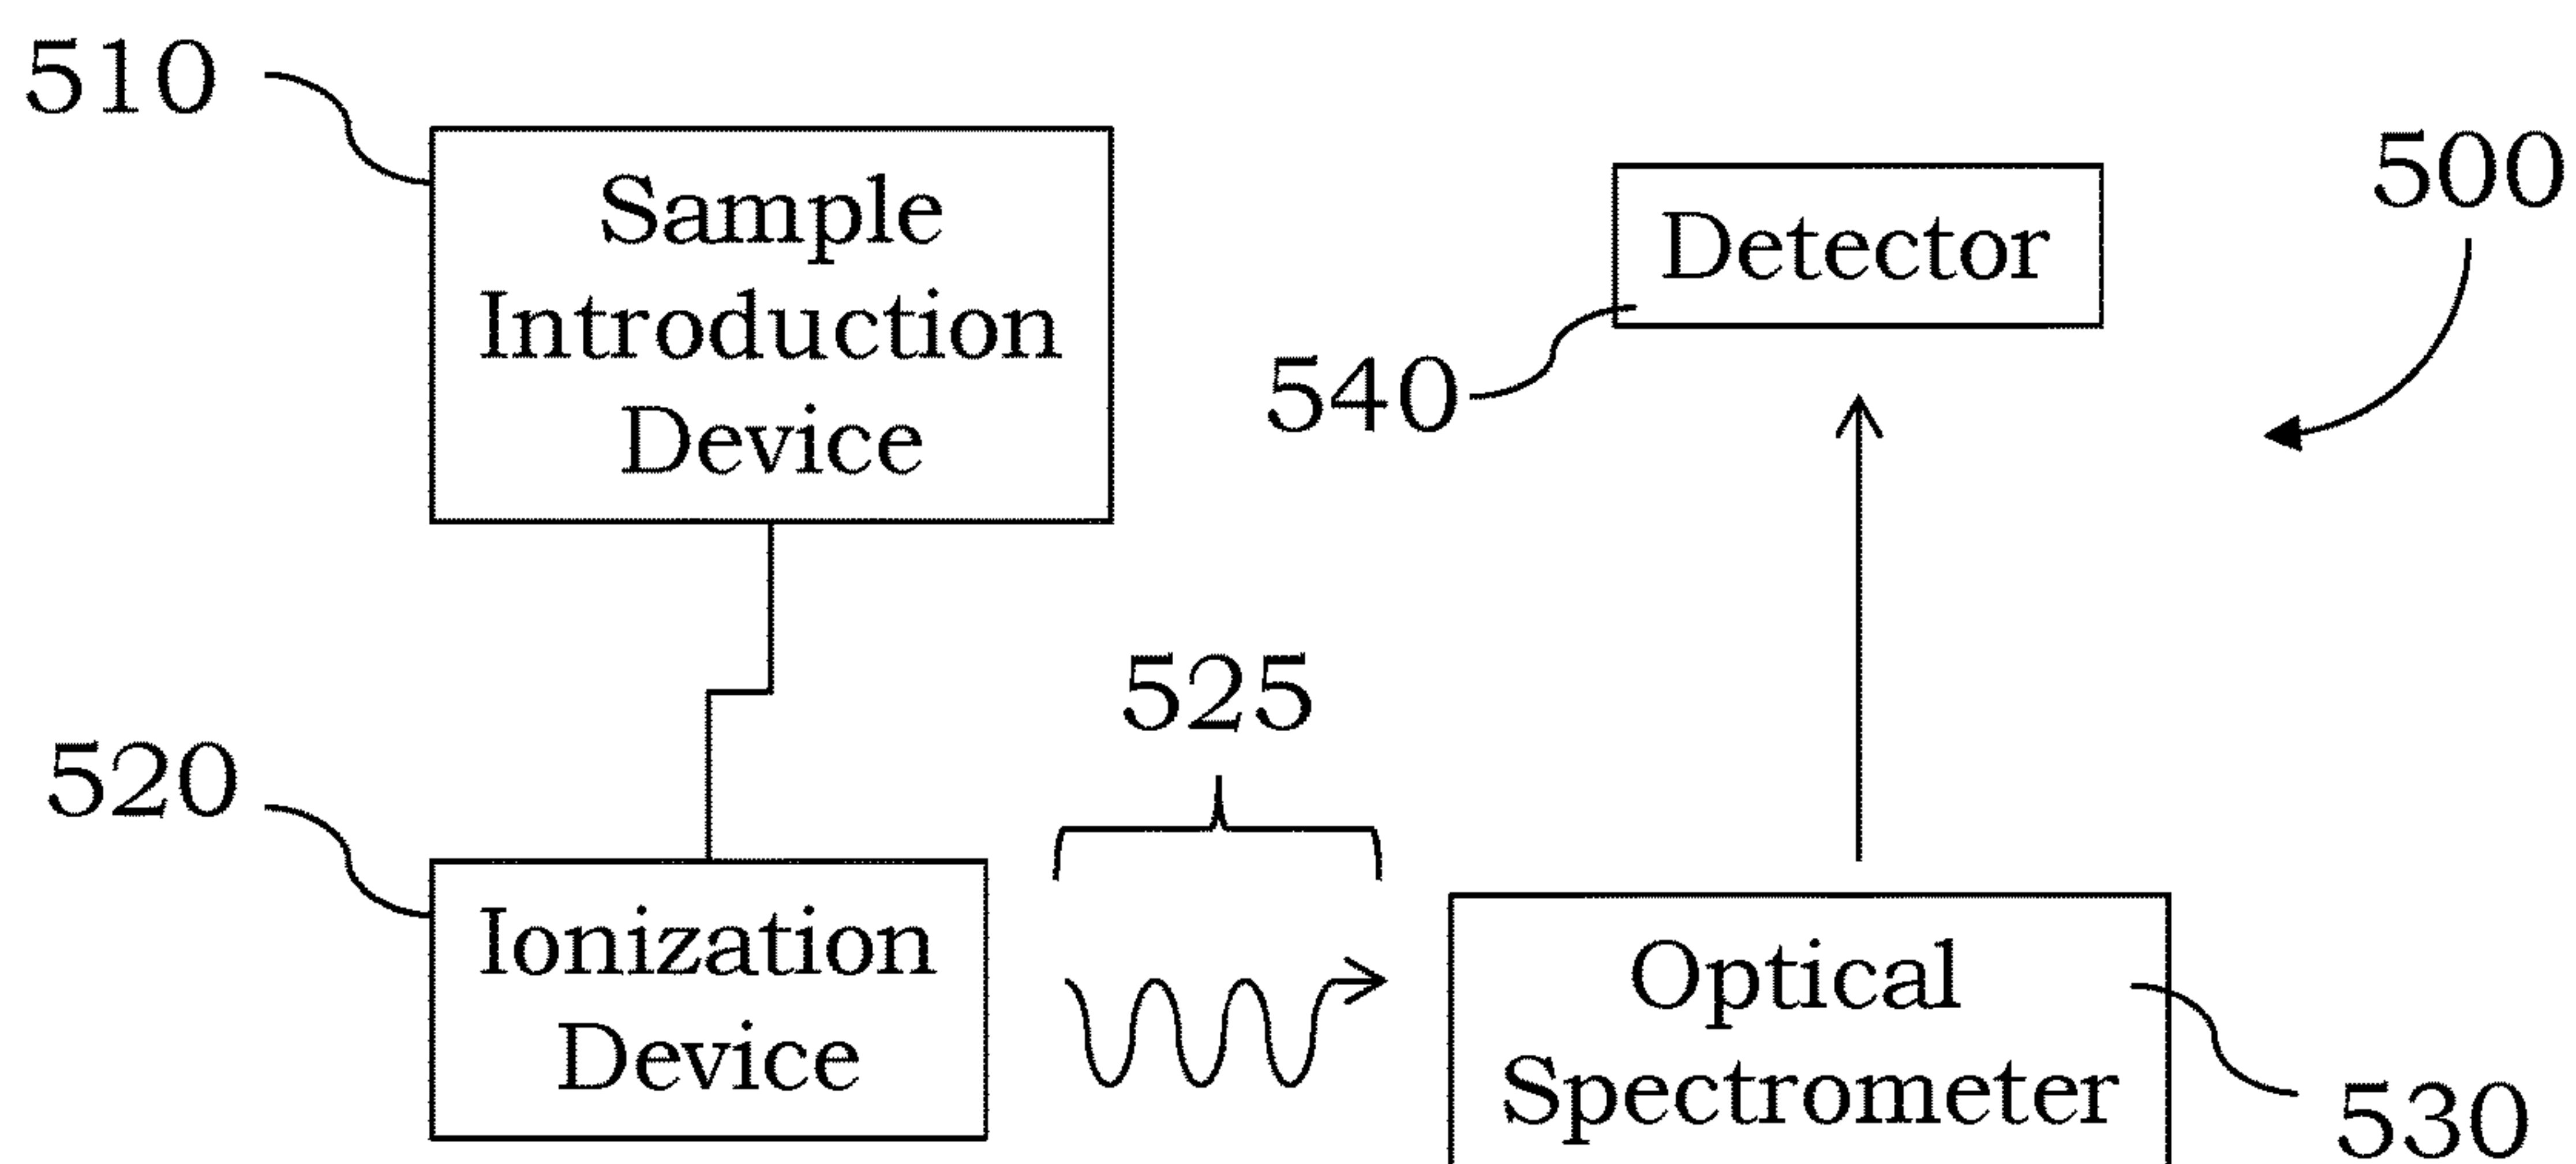 510
Sample
Introduction
Device
Detector
500
540
525
520
Ionization
Device
Optical
Spectrometer
530